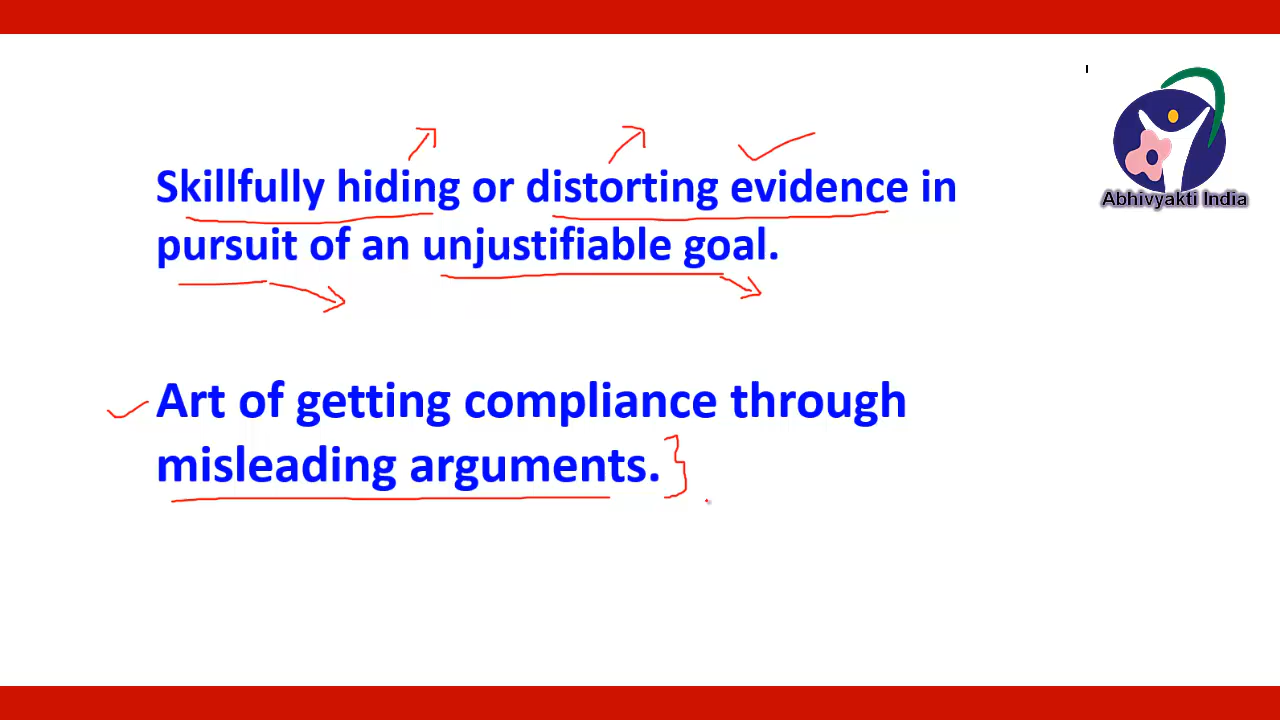 Abhivyakti India
Skillfully hiding or distorting evidence in
pursuit of an unjustifiable goal.
Art of getting compliance through
misleading arguments.